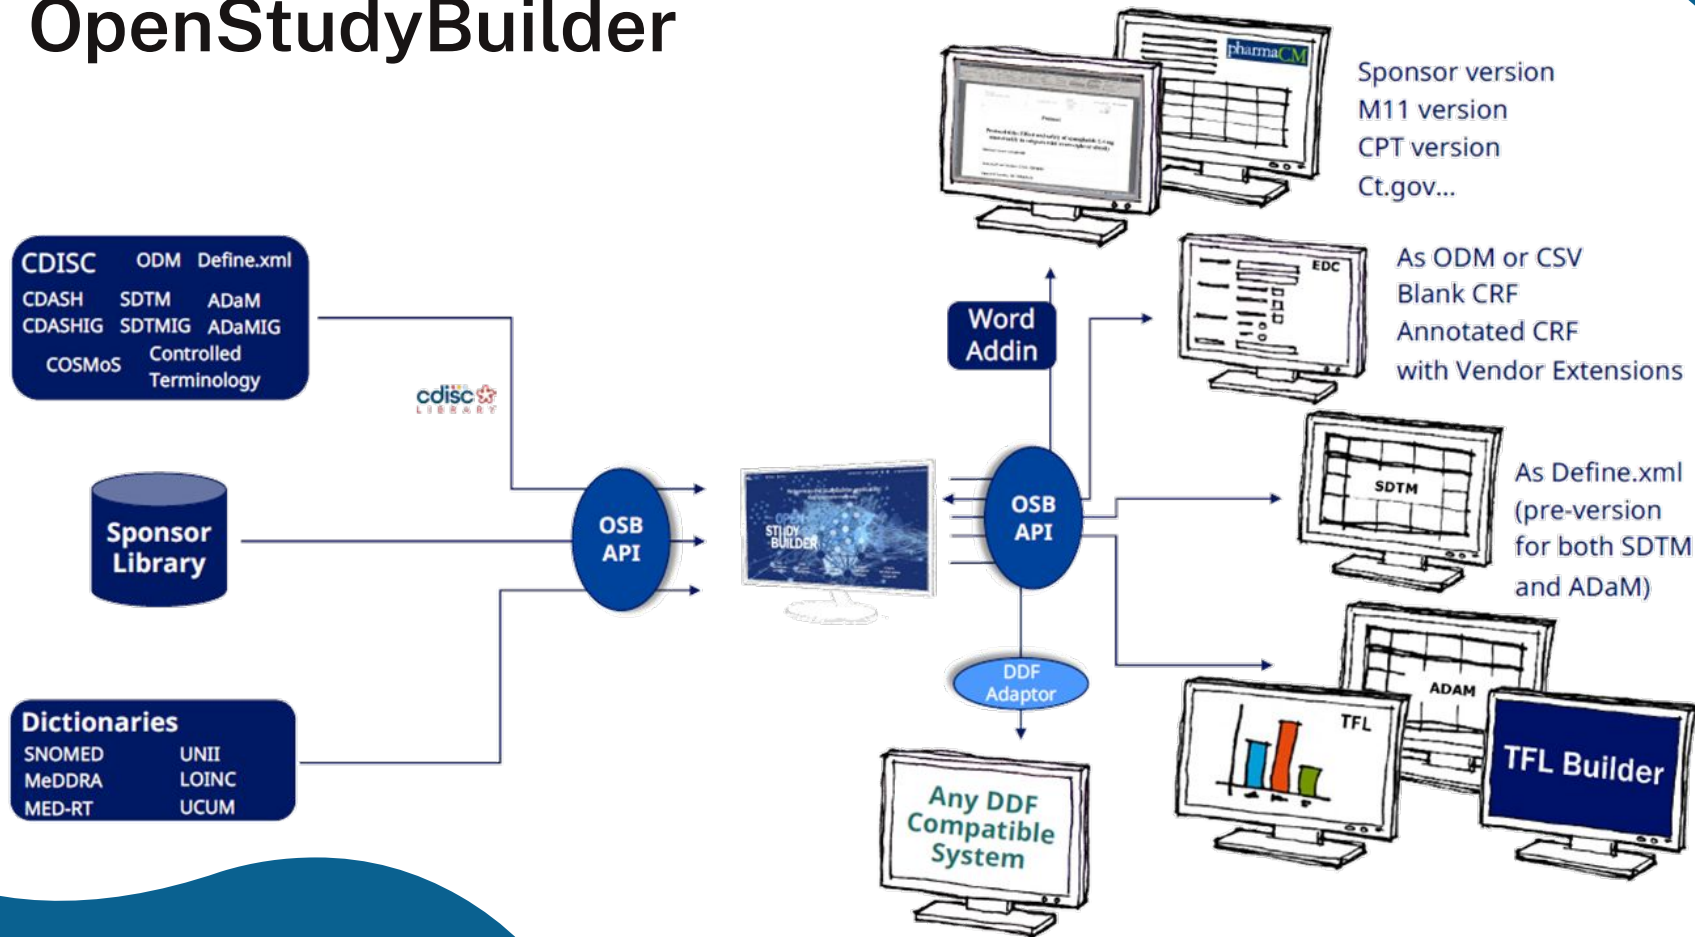 OpenStudyBuilder
pharmaCM
Sponsor version
M11 version
CPT version
Ct.gov...
CDISC ODM Define.xml
CDASH SDTM ADaM
CDASHIG SDTMIG ADaMIG
COSMoS Controlled
Terminology
cdisc
LIBRARY
Word
Addin
EDC
As ODM or CSV
Blank CRF
Annotated CRF
with Vendor Extensions
Sponsor
Library
OSB
API
OPEN
STUDY
BUILDER
OSB
API
SDTM
As Define.xml
(pre-version
for both SDTM
and ADaM)
DDF
Adaptor
Dictionaries
SNOMED UNII
MeDDRA LOINC
MED-RT UCUM
Any DDF
Compatible
System
TFL
ADAM
TFL Builder